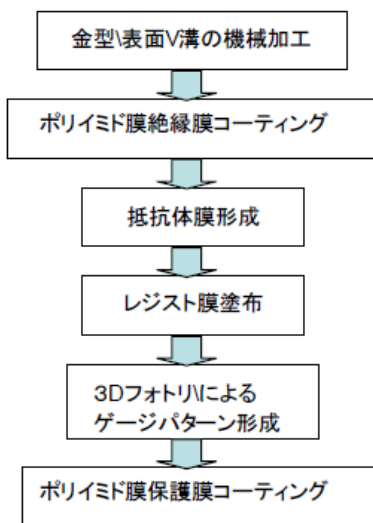 金型\表面V溝の機械加工
ポリイミド膜絶縁膜コーティング
抵抗体膜形成
レジスト膜塗布
3Dフォトリ\による
ゲージパターン形成
ポリイミド膜保護膜コーティング